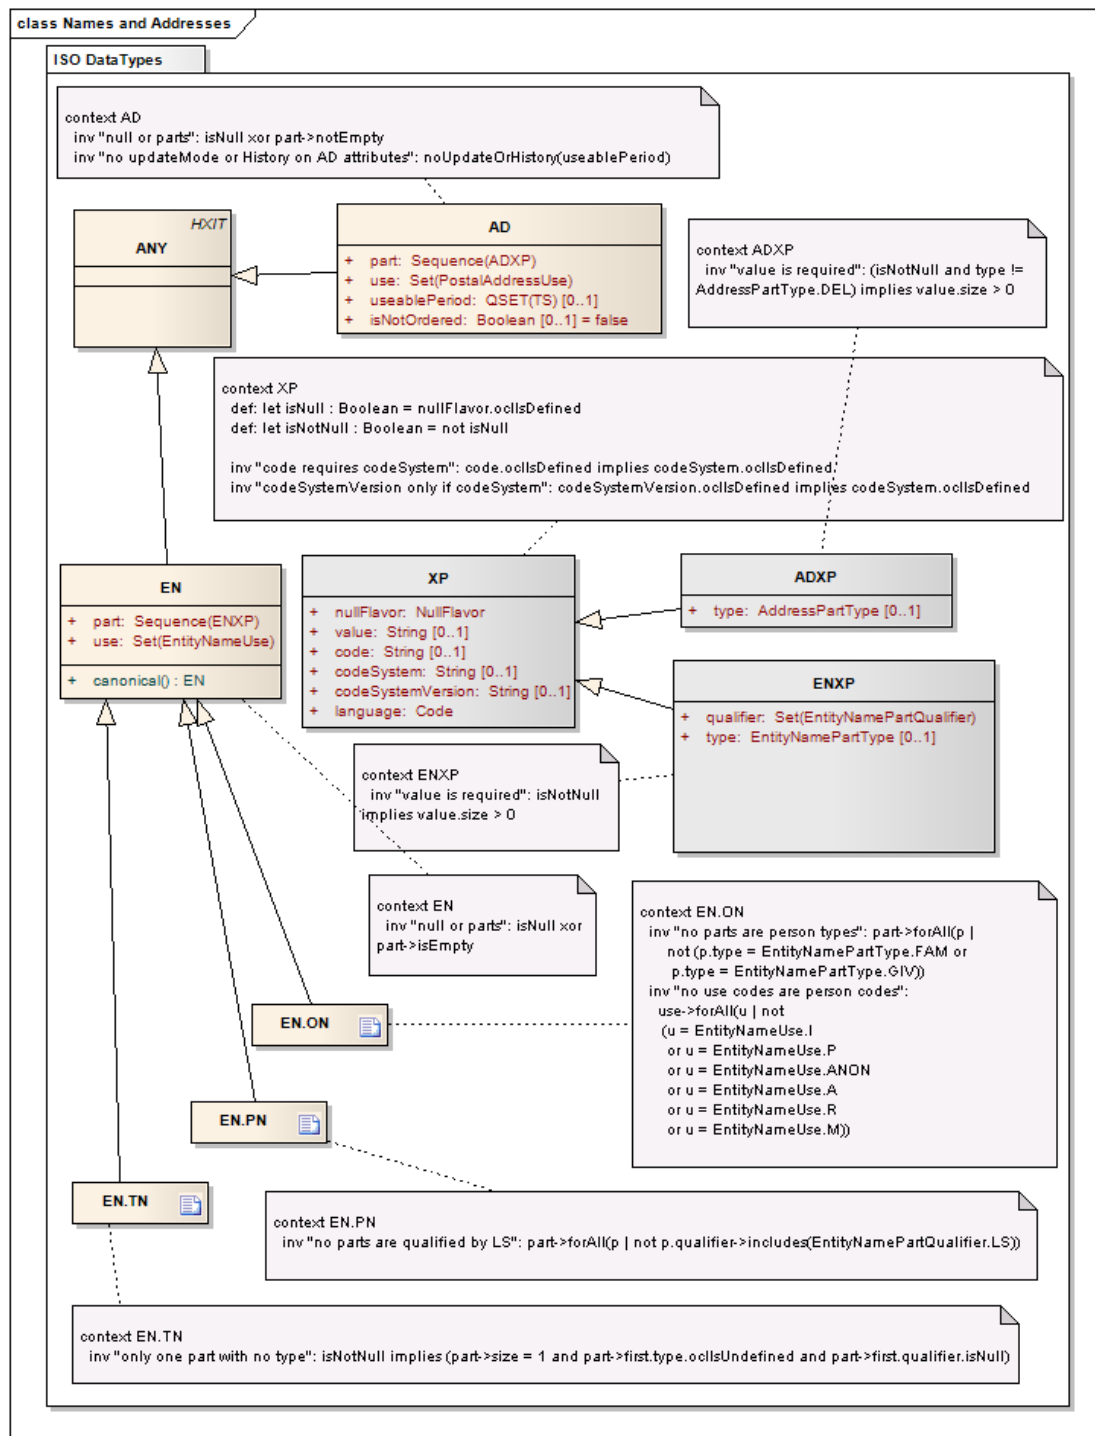 class Names and Addresses
ISO DataTypes
context AD
inv "null or parts": isNull xor part->notEmpty
inv "no updateMode or History on AD attributes": noUpdateOrHistory(useablePeriod)
HXIT
ANY
AD
+ part: Sequence(ADXP)
+ use: Set(PostalAddressUse)
+ useablePeriod: QSET(TS) [0..1]
+ isNotOrdered: Boolean [0..1] = false
context ADXP
inv "value is required": (isNotNull and type !=
AddressPartType.DEL) implies value.size > 0
context XP
def: let isNull : Boolean = nullFlavor.oclIsDefined
def: let isNotNull : Boolean = not isNull
inv "code requires codeSystem": code.oclIsDefined implies codeSystem.oclIsDefined
inv "codeSystemVersion only if codeSystem": codeSystemVersion.oclIsDefined implies codeSystem.oclIsDefined
EN
+ part: Sequence(ENXP)
+ use: Set(EntityNameUse)
+ canonical() : EN
XP
+ nullFlavor: NullFlavor
+ value: String [0..1]
+ code: String [0..1]
+ codeSystem: String [0..1]
+ codeSystemVersion: String [0..1]
+ language: Code
ADXP
+ type: AddressPartType [0..1]
ENXP
+ qualifier: Set(EntityNamePartQualifier)
+ type: EntityNamePartType [0..1]
context ENXP
inv "value is required": isNotNull
implies value.size > 0
context EN
inv "null or parts": isNull xor
part->isEmpty
context EN.ON
inv "no parts are person types": part->forAll(p |
not (p.type = EntityNamePartType.FAM or
p.type = EntityNamePartType.GIV))
inv "no use codes are person codes":
use->forAll(u | not
(u = EntityNameUse.I
or u = EntityNameUse.P
or u = EntityNameUse.ANON
or u = EntityNameUse.A
or u = EntityNameUse.R
or u = EntityNameUse.M))
EN.ON
EN.PN
EN.TN
context EN.PN
inv "no parts are qualified by LS": part->forAll(p | not p.qualifier->includes(EntityNamePartQualifier.LS))
context EN.TN
inv "only one part with no type": isNotNull implies (part->size = 1 and part->first.type.oclIsUndefined and part->first.qualifier.isNull)